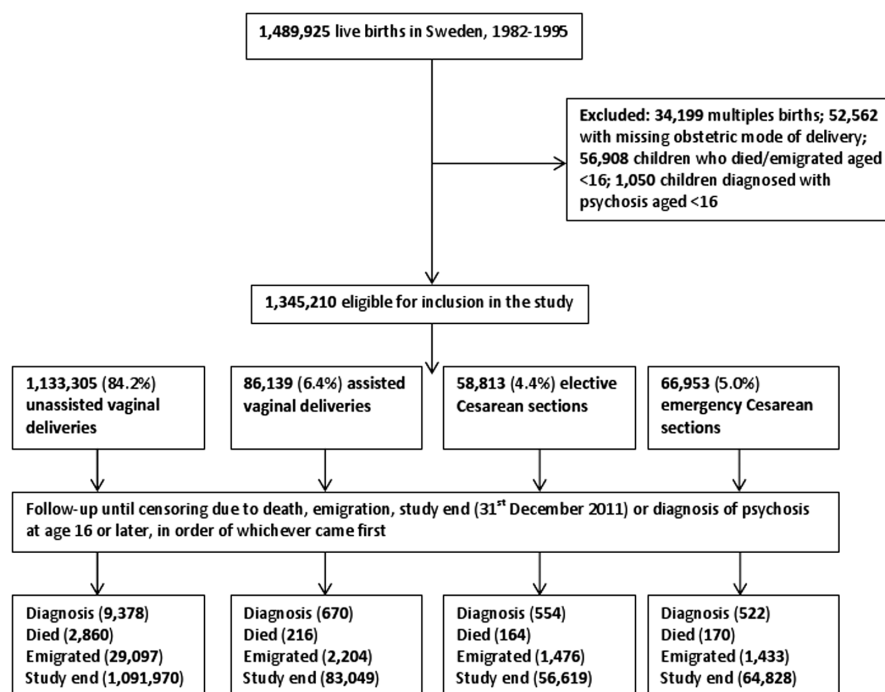 1,489,925 live births in Sweden, 1982-1995
Excluded: 34,199 multiples births; 52,562
with missing obstetric mode of delivery;
56,908 children who died/emigrated aged
<16; 1,050 children diagnosed with
psychosis aged <16
1,345,210 eligible for inclusion in the study
1,133,305 (84.2%)
unassisted vaginal
deliveries
86,139 (6.4%) assisted
vaginal deliveries
58,813 (4.4%) elective
Cesarean sections
66,953 (5.0%)
emergency Cesarean
sections
Follow-up until censoring due to death, emigration, study end (31st December 2011) or diagnosis of psychosis
at age 16 or later, in order of whichever came first
Diagnosis (9,378)
Died (2,860)
Emigrated (29,097)
Study end (1,091,970)
Diagnosis (670)
Died (216)
Emigrated (2,204)
Study end (83,049)
Diagnosis (554)
Died (164)
Emigrated (1,476)
Study end (56,619)
Diagnosis (522)
Died (170)
Emigrated (1,433)
Study end (64,828)